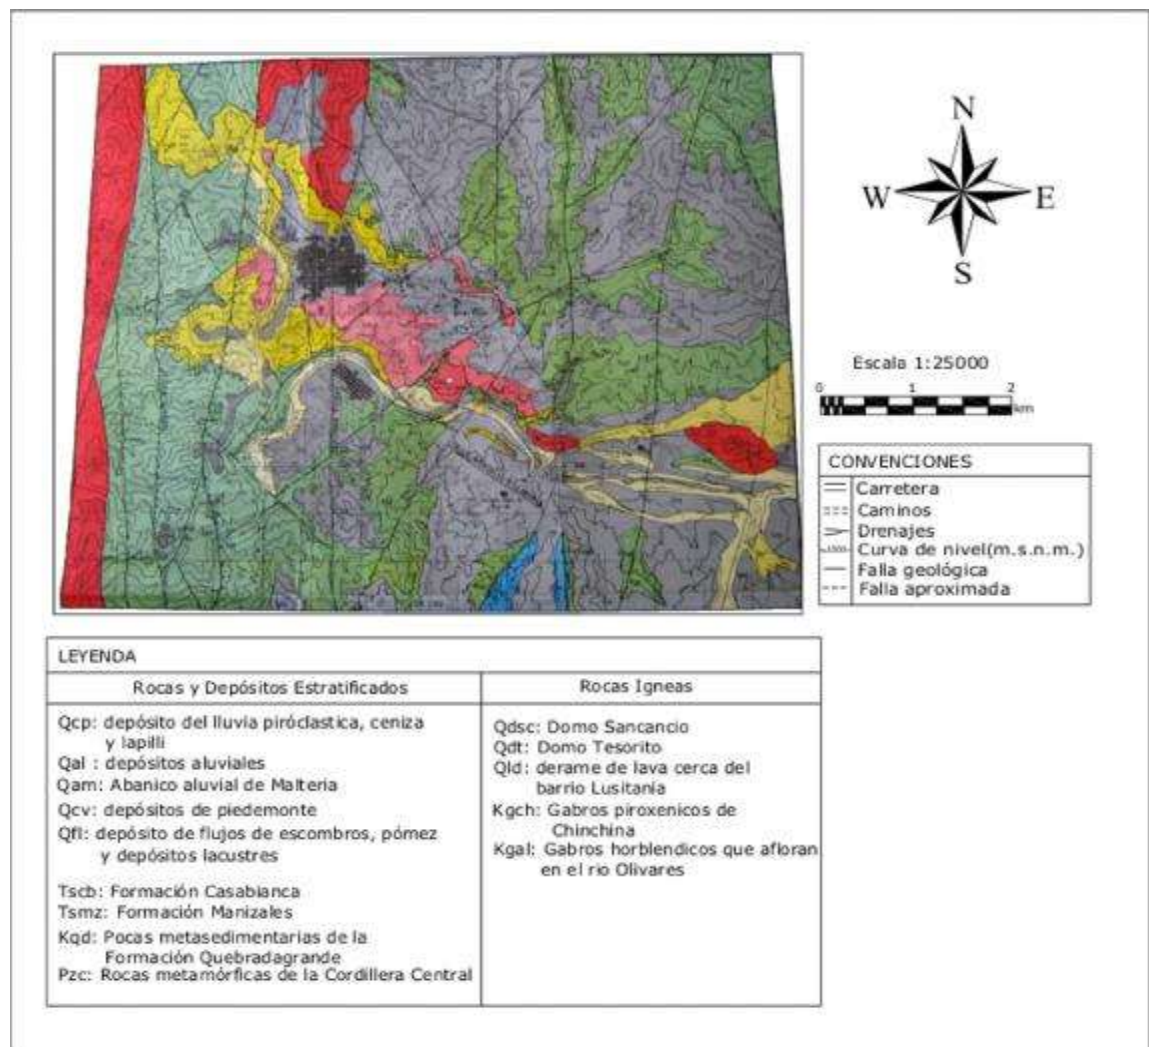 N
W
E
S
Escala 1:25000
0 1 2
km
CONVENCIONES
Carretera
Caminos
Drenajes
Curva de nivel(m.s.n.m.)
Falla geológica
Falla aproximada
LEYENDA
Rocas y Depósitos Estratificados
Qcp: depósito del lluvia piróclastica, ceniza
y lapilli
Qal : depósitos aluviales
Qam: Abanico aluvial de Malteria
Qcv: depósitos de piedemonte
Qfl: depósito de flujos de escombros, pómez
y depósitos lacustres
Tscb: Formación Casabianca
Tsmz: Formación Manizales
Kqd: Pocas metasedimentarias de la
Formación Quebradagrande
Pzc: Rocas metamórficas de la Cordillera Central
Rocas Igneas
Qdsc: Domo Sancancio
Qdt: Domo Tesorito
Qld: derame de lava cerca del
barrio Lusitanía
Kgch: Gabros piroxenicos de
Chinchina
Kgal: Gabros horblendicos que afloran
en el rio Olivares